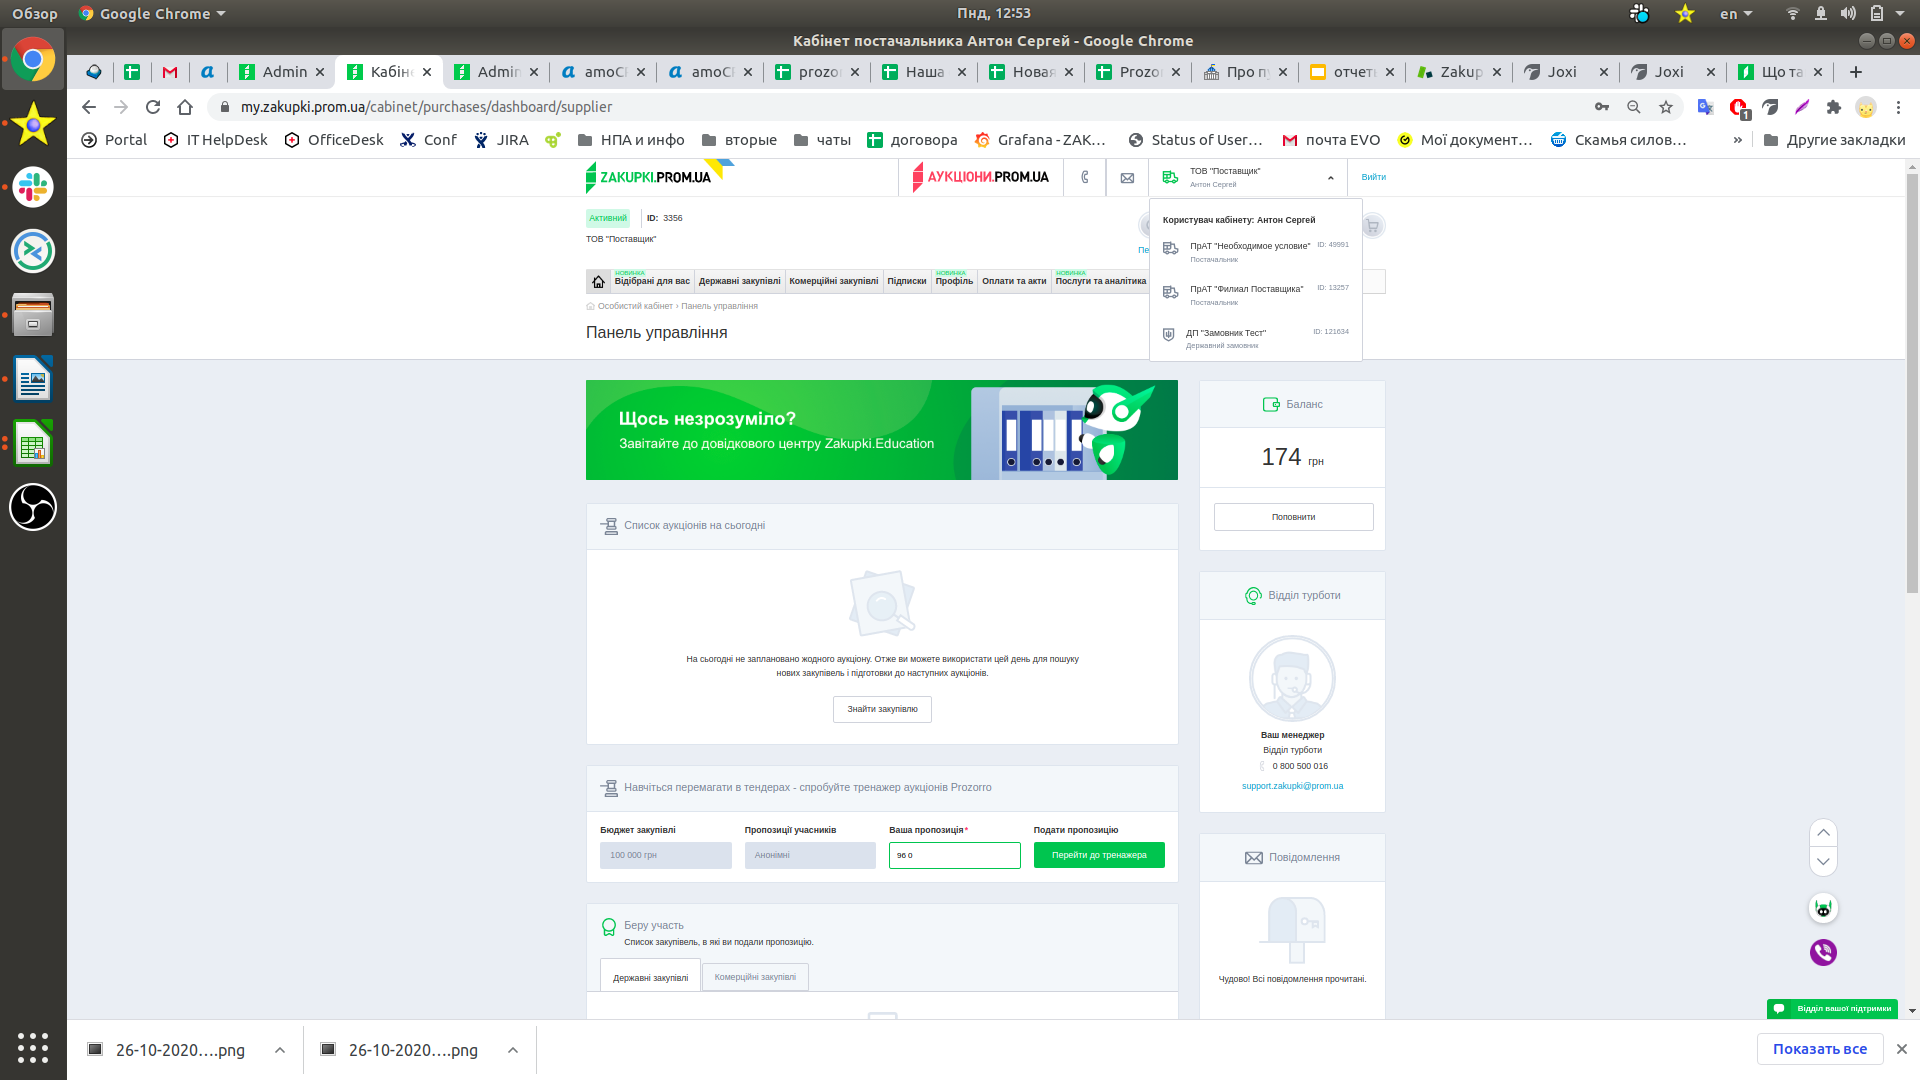 Обзор
Google Chrome
Пнд, 12:53
en
Кабінет постачальника Антон Сергей - Google Chrome
Admin
Кабіне
Admin
amoCR
amoCR
prozo
Наша
Новая
Prozo
Про п
отчет
Zakup
Joxi
Joxi
Що та
my.zakupki.prom.ua/cabinet/purchases/dashboard/supplier
1
Portal
IT HelpDesk
OfficeDesk
Conf
JIRA
НПА и инфо
вторые
чаты
договора
Grafana - ZAK…
Status of User…
почта EVO
Мої документ…
Скамья силов…
»
Другие закладки
ZAKUPKI.PROM.UA
АУКЦІОНИ.PROM.UA
ТОВ "Поставщик"
Антон Сергей
Вийти
Активний
ID: 3356
ТОВ "Поставщик"
Пе
Користувач кабінету: Антон Сергей
ПрАТ "Необходимое условие"
ID: 49991
Постачальник
ПрАТ "Филиал Поставщика"
ID: 13257
Постачальник
ДП "Замовник Тест"
ID: 121634
Державний замовник
НОВИНКА
НОВИНКА
НОВИНКА
Відібрані для вас
Державні закупівлі
Комерційні закупівлі
Підписки
Профіль
Оплати та акти
Послуги та аналітика
Особистий кабінет › Панель управління
Панель управління
Щось незрозуміло?
Завітайте до довідкового центру Zakupki.Education
Баланс
174 грн
Поповнити
Список аукціонів на сьогодні
На сьогодні не заплановано жодного аукціону. Отже ви можете використати цей день для пошуку
нових закупівель і підготовки до наступних аукціонів.
Знайти закупівлю
Відділ турботи
Ваш менеджер
Відділ турботи
0 800 500 016
support.zakupki@prom.ua
Навчіться перемагати в тендерах - спробуйте тренажер аукціонів Prozorro
Бюджет закупівлі
Пропозиції учасників
Ваша пропозиція*
Подати пропозицію
100 000 грн
Анонімні
96 0
Перейти до тренажера
Повідомлення
Чудово! Всі повідомлення прочитані.
Беру участь
Список закупівель, в які ви подали пропозицію.
Державні закупівлі
Комерційні закупівлі
Відділ вашої підтримки
26-10-2020….png
26-10-2020….png
Показать все